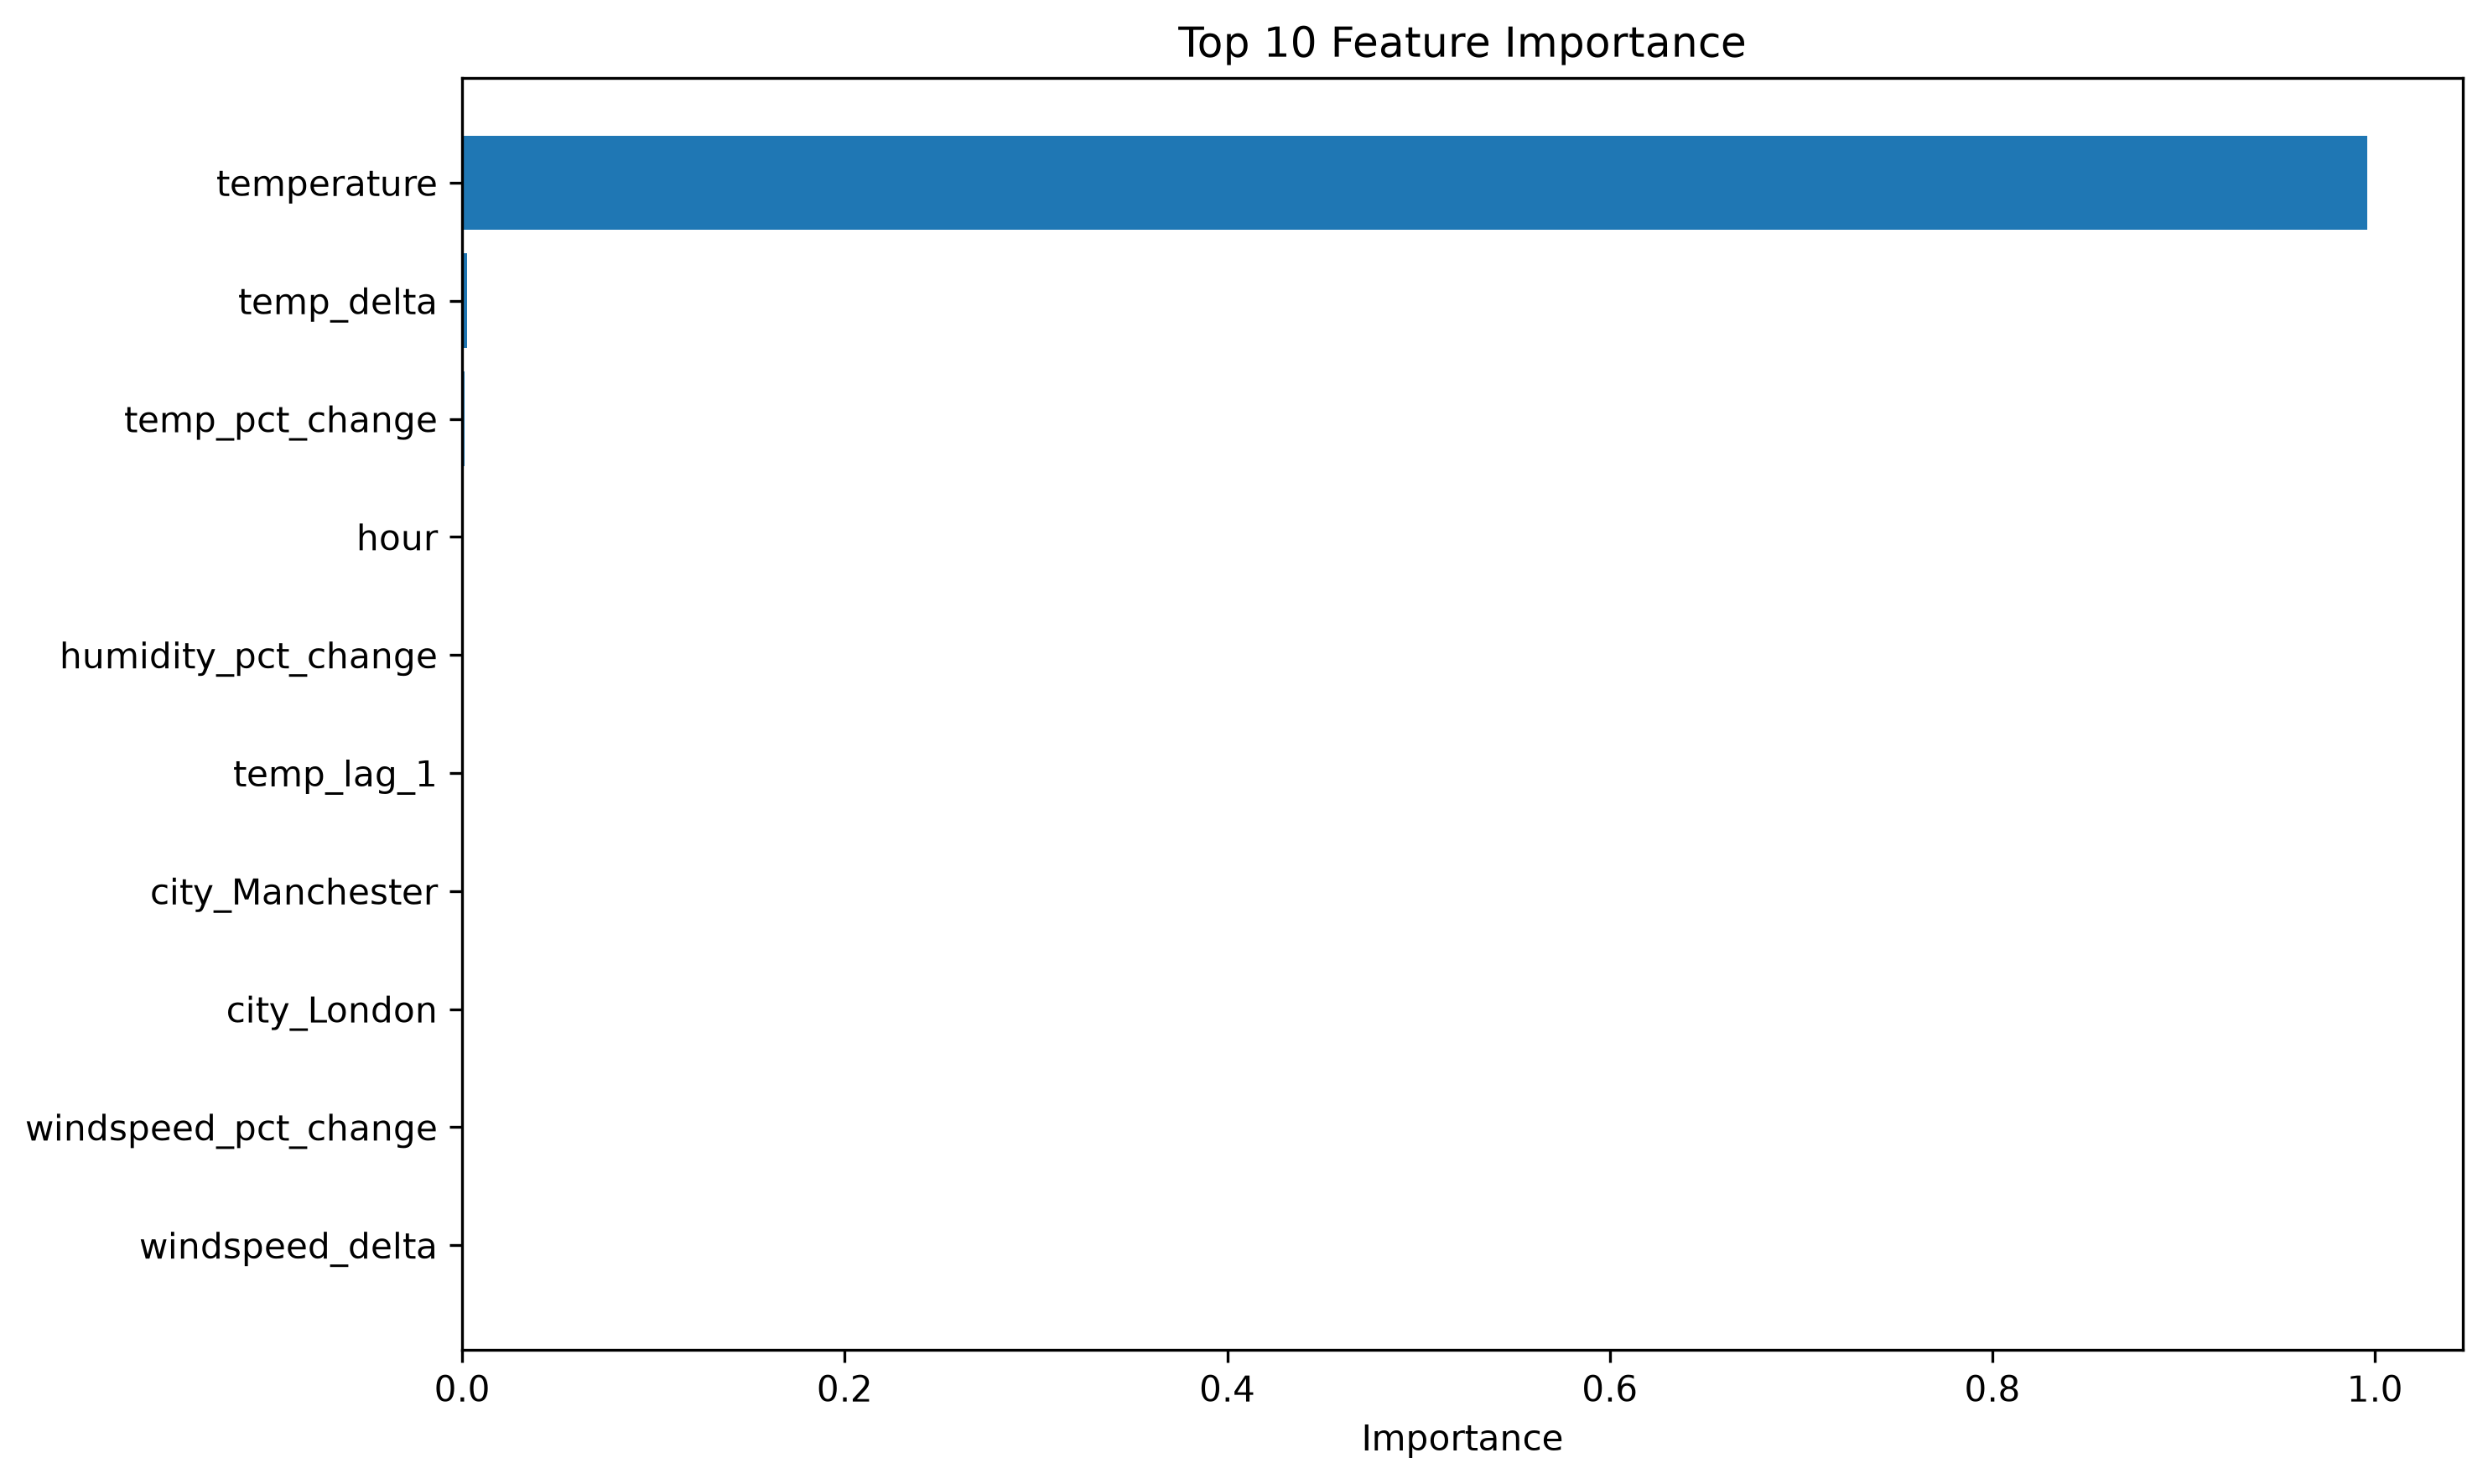 Top 10 Feature Importance
temperature
temp_delta
temp_pct_change
hour
humidity_pct_change
temp_lag_1
city_Manchester
city_London
windspeed_pct_change
windspeed_delta
0.0 0.2 0.4 0.6 0.8 1.0
Importance